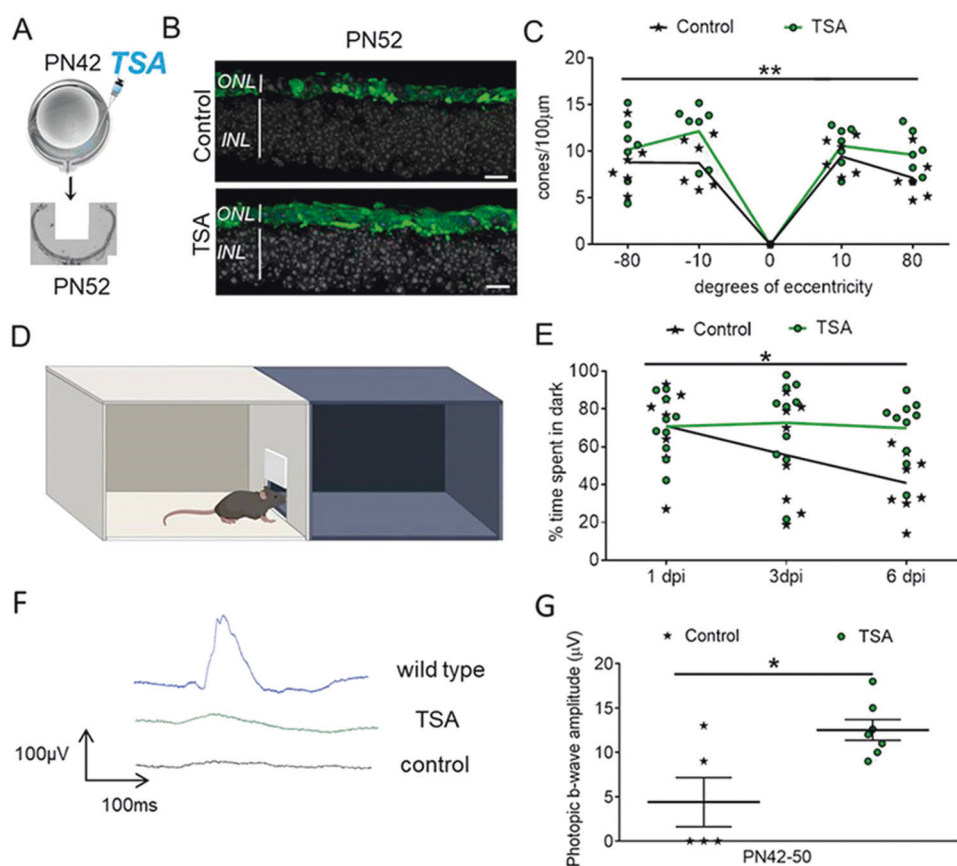 A
PN42 TSA
PN52
B
PN52
Control
ONL
INL
TSA
ONL
INL
C
Control TSA
**
cones/100μm
20
15
10
5
0
-80 -10 0 10 80
degrees of eccentricity
D
E
Control TSA
*
% time spent in dark
100
80
60
40
20
0
1 dpi 3dpi 6 dpi
F
wild type
TSA
control
100μV
100ms
G
Control TSA
*
Photopic b-wave amplitude (μV)
20
15
10
5
0
PN42-50